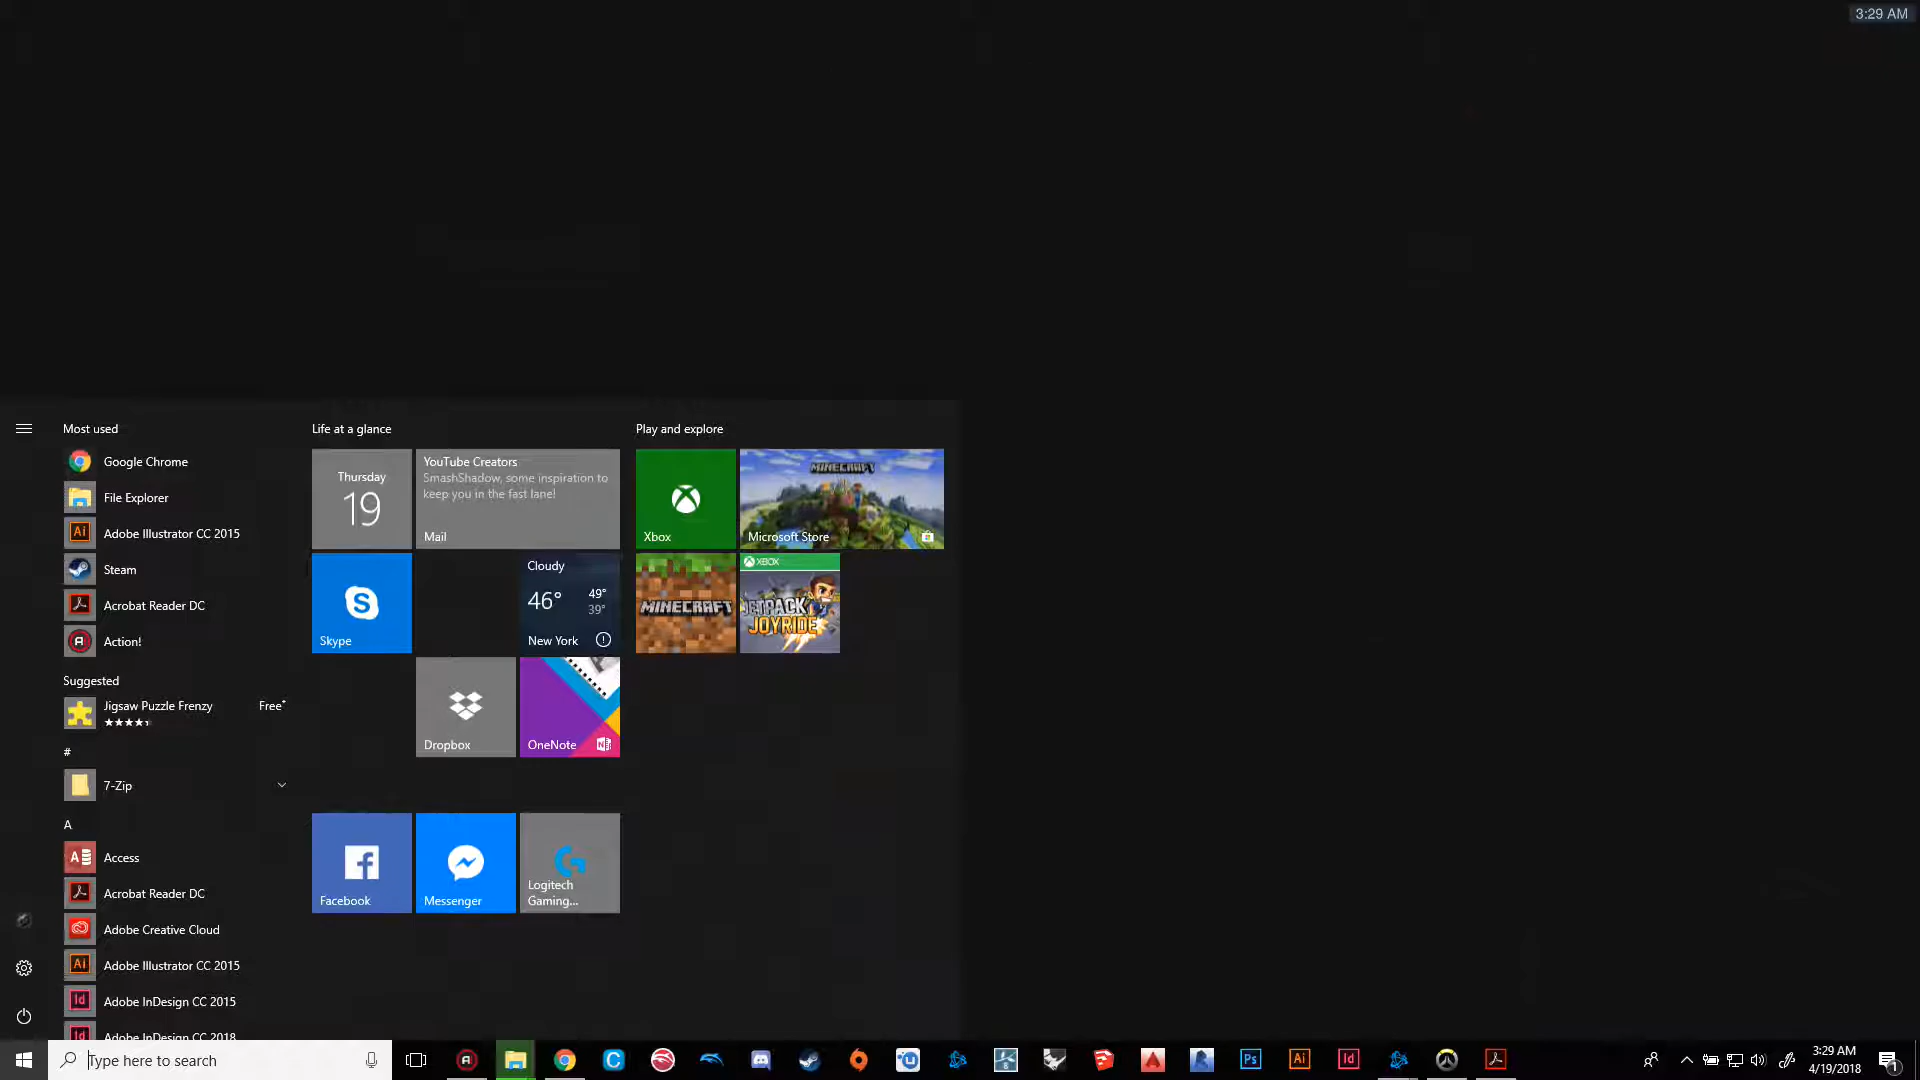 3:29 AM
Most used
Google Chrome
File Explorer
Adobe Illustrator CC 2015
Steam
Acrobat Reader DC
Action!
Suggested
Jigsaw Puzzle Frenzy
Free*
#
7-Zip
A
Access
Acrobat Reader DC
Adobe Creative Cloud
Adobe Illustrator CC 2015
Adobe InDesign CC 2015
Adobe InDesign CC 2018
Life at a glance
Thursday
19
YouTube Creators
SmashShadow, some inspiration to
keep you in the fast lane!
Mail
Skype
Cloudy
46° 49°
39°
New York
Dropbox
OneNote
Facebook
Messenger
Logitech
Gaming...
Play and explore
Xbox
MINECRAFT
Microsoft Store
MINECRAFT
XBOX
JETPACK
JOYRIDE
Type here to search
Ps
Ai
Id
3:29 AM
4/19/2018
1